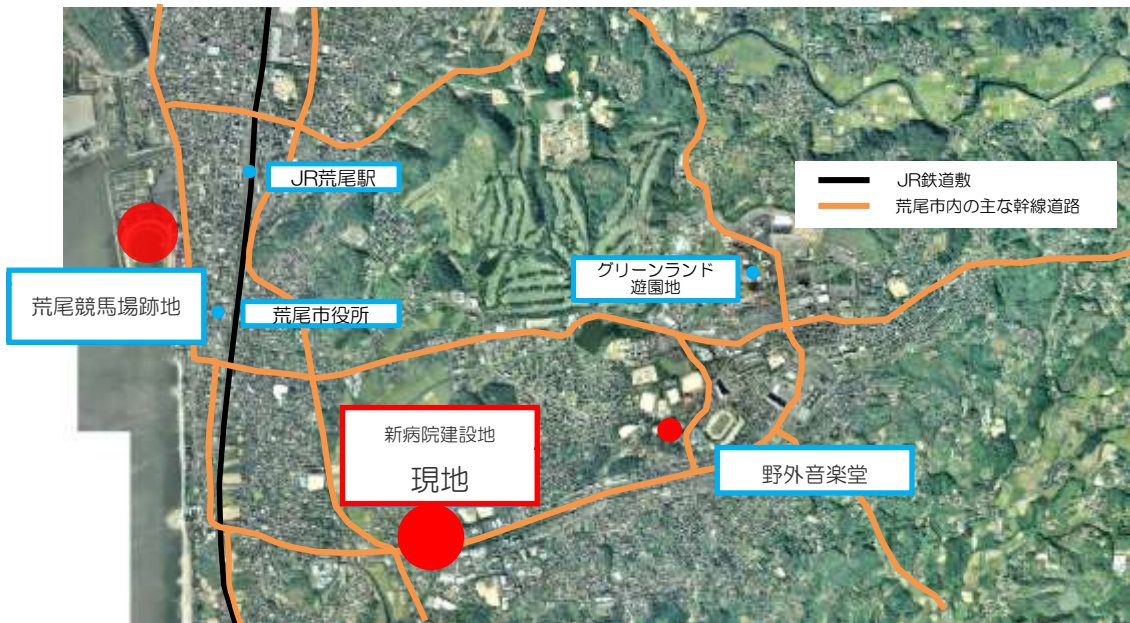 JR荒尾駅
JR鉄道敷
荒尾市内の主な幹線道路
グリーンランド
遊園地
荒尾競馬場跡地
荒尾市役所
新病院建設地
現地
野外音楽堂